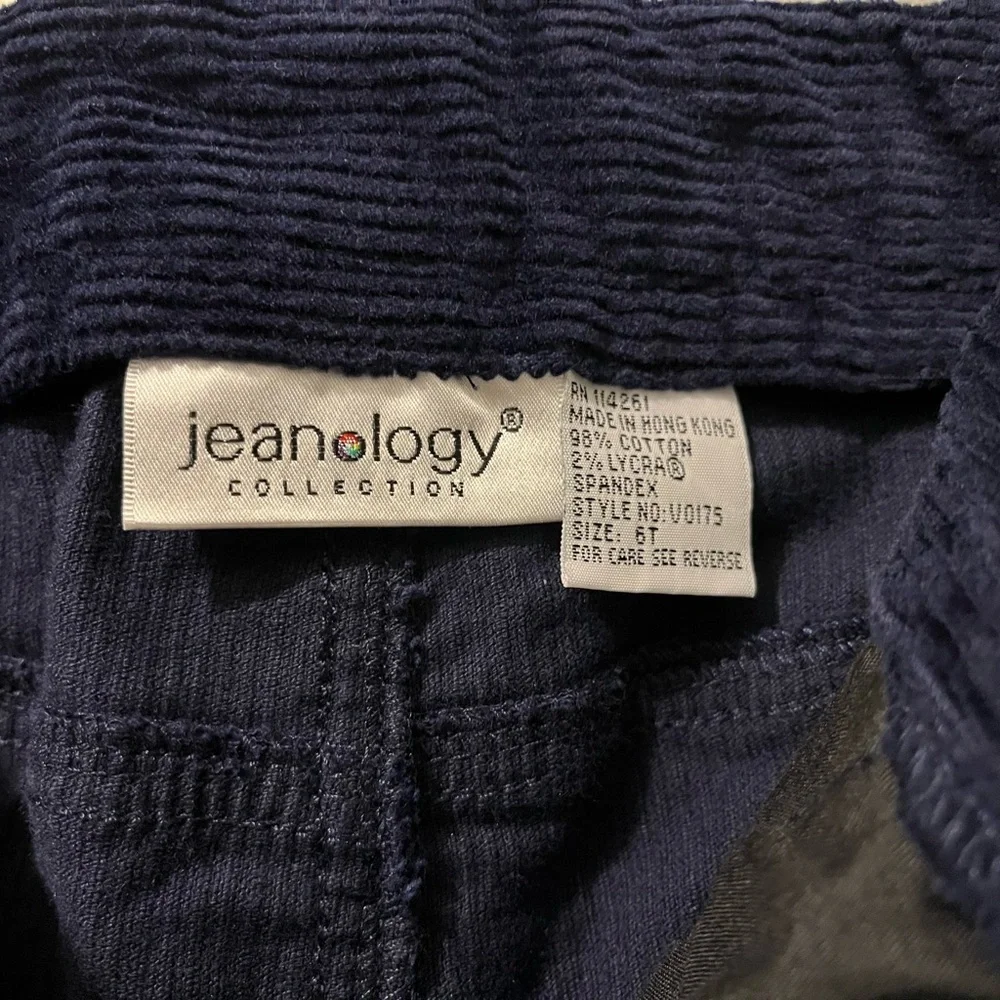 jeanology®
COLLECTION
RN 114261
MADE IN HONG KONG
98% COTTON
2% LYCRA®
SPANDEX
STYLE NO: V0175
SIZE: 6T
FOR CARE SEE REVERSE